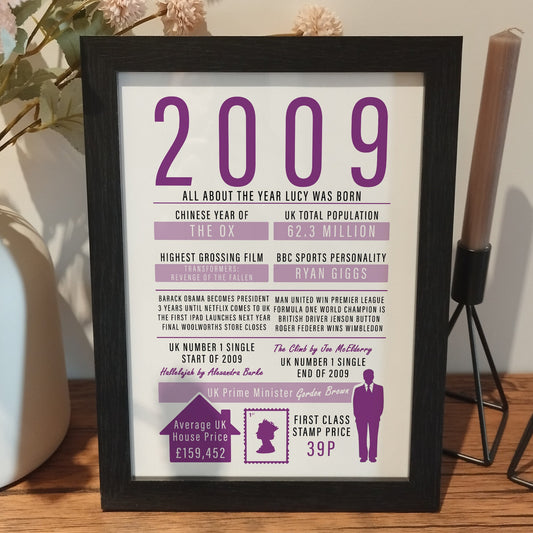 2009
ALL ABOUT THE YEAR LUCY WAS BORN
CHINESE YEAR OF
THE OX
UK TOTAL POPULATION
62.3 MILLION
HIGHEST GROSSING FILM
TRANSFORMERS:
REVENGE OF THE FALLEN
BBC SPORTS PERSONALITY
RYAN GIGGS
BARACK OBAMA BECOMES PRESIDENT
3 YEARS UNTIL NETFLIX COMES TO UK
THE FIRST IPAD LAUNCHES NEXT YEAR
FINAL WOOLWORTHS STORE CLOSES
MAN UNITED WIN PREMIER LEAGUE
FORMULA ONE WORLD CHAMPION IS
BRITISH DRIVER JENSON BUTTON
ROGER FEDERER WINS WIMBLEDON
UK NUMBER 1 SINGLE
START OF 2009
Hallelujah by Alexandra Burke
The Climb by Joe McElderry
UK NUMBER 1 SINGLE
END OF 2009
UK Prime Minister Gordon Brown
Average UK
House Price
£159,452
1st
FIRST CLASS
STAMP PRICE
39P